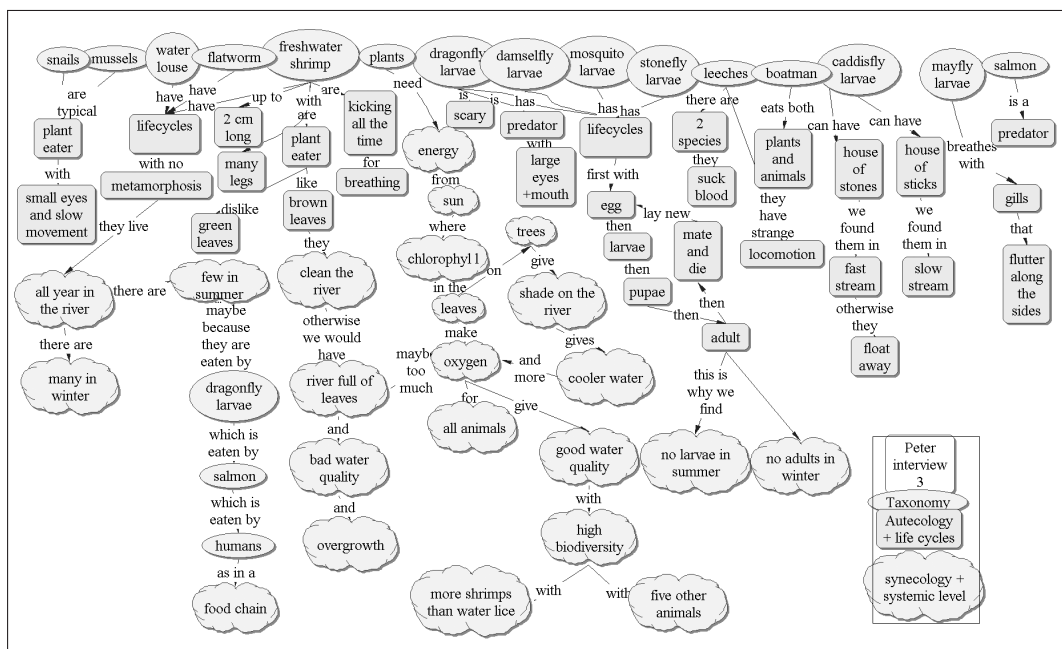 snails
mussels
water
louse
flatworm
freshwater
shrimp
plants
dragonfly
larvae
damselfly
larvae
mosquito
larvae
stonefly
larvae
leeches
boatman
caddisfly
larvae
mayfly
larvae
salmon
are
typical
plant
eater
with
small eyes
and slow
movement
have
have
have
lifecycles
with no
metamorphosis
they live
all year in
the river
there are
many in
winter
there are
few in
summer
maybe
because
they are
eaten by
dragonfly
larvae
which is
eaten by
salmon
which is
eaten by
humans
as in a
food chain
up to
2 cm
long
many
legs
dislike
green
leaves
with
are
plant
eater
like
brown
leaves
they
clean the
river
otherwise
we would
have
river full of
leaves
and
bad water
quality
and
overgrowth
are
kicking
all the
time
for
breathing
need
energy
from
sun
where
chlorophyl l
in the
leaves
on
trees
give
shade on the
river
gives
cooler water
and
more
make
oxygen
maybe
too
much
for
all animals
give
good water
quality
with
high
biodiversity
with
more shrimps
than water lice
with
five other
animals
is
scary
is
has
predator
with
large
eyes
+mouth
has
has
lifecycles
first with
egg
then
larvae
then
pupae
then
adult
then
mate
and
die
lay new
this is
why we
find
no larvae in
summer
no adults in
winter
there are
2
species
they
suck
blood
they
have
strange
locomotion
eats both
plants
and
animals
can have
house
of
stones
we
found
them in
fast
stream
otherwise
they
float
away
can have
house
of
sticks
we
found
them in
slow
stream
breathes
with
gills
that
flutter
along
the
sides
is a
predator
Peter
interview
3
Taxonomy
Autecology
+ life cycles
synecology +
systemic level